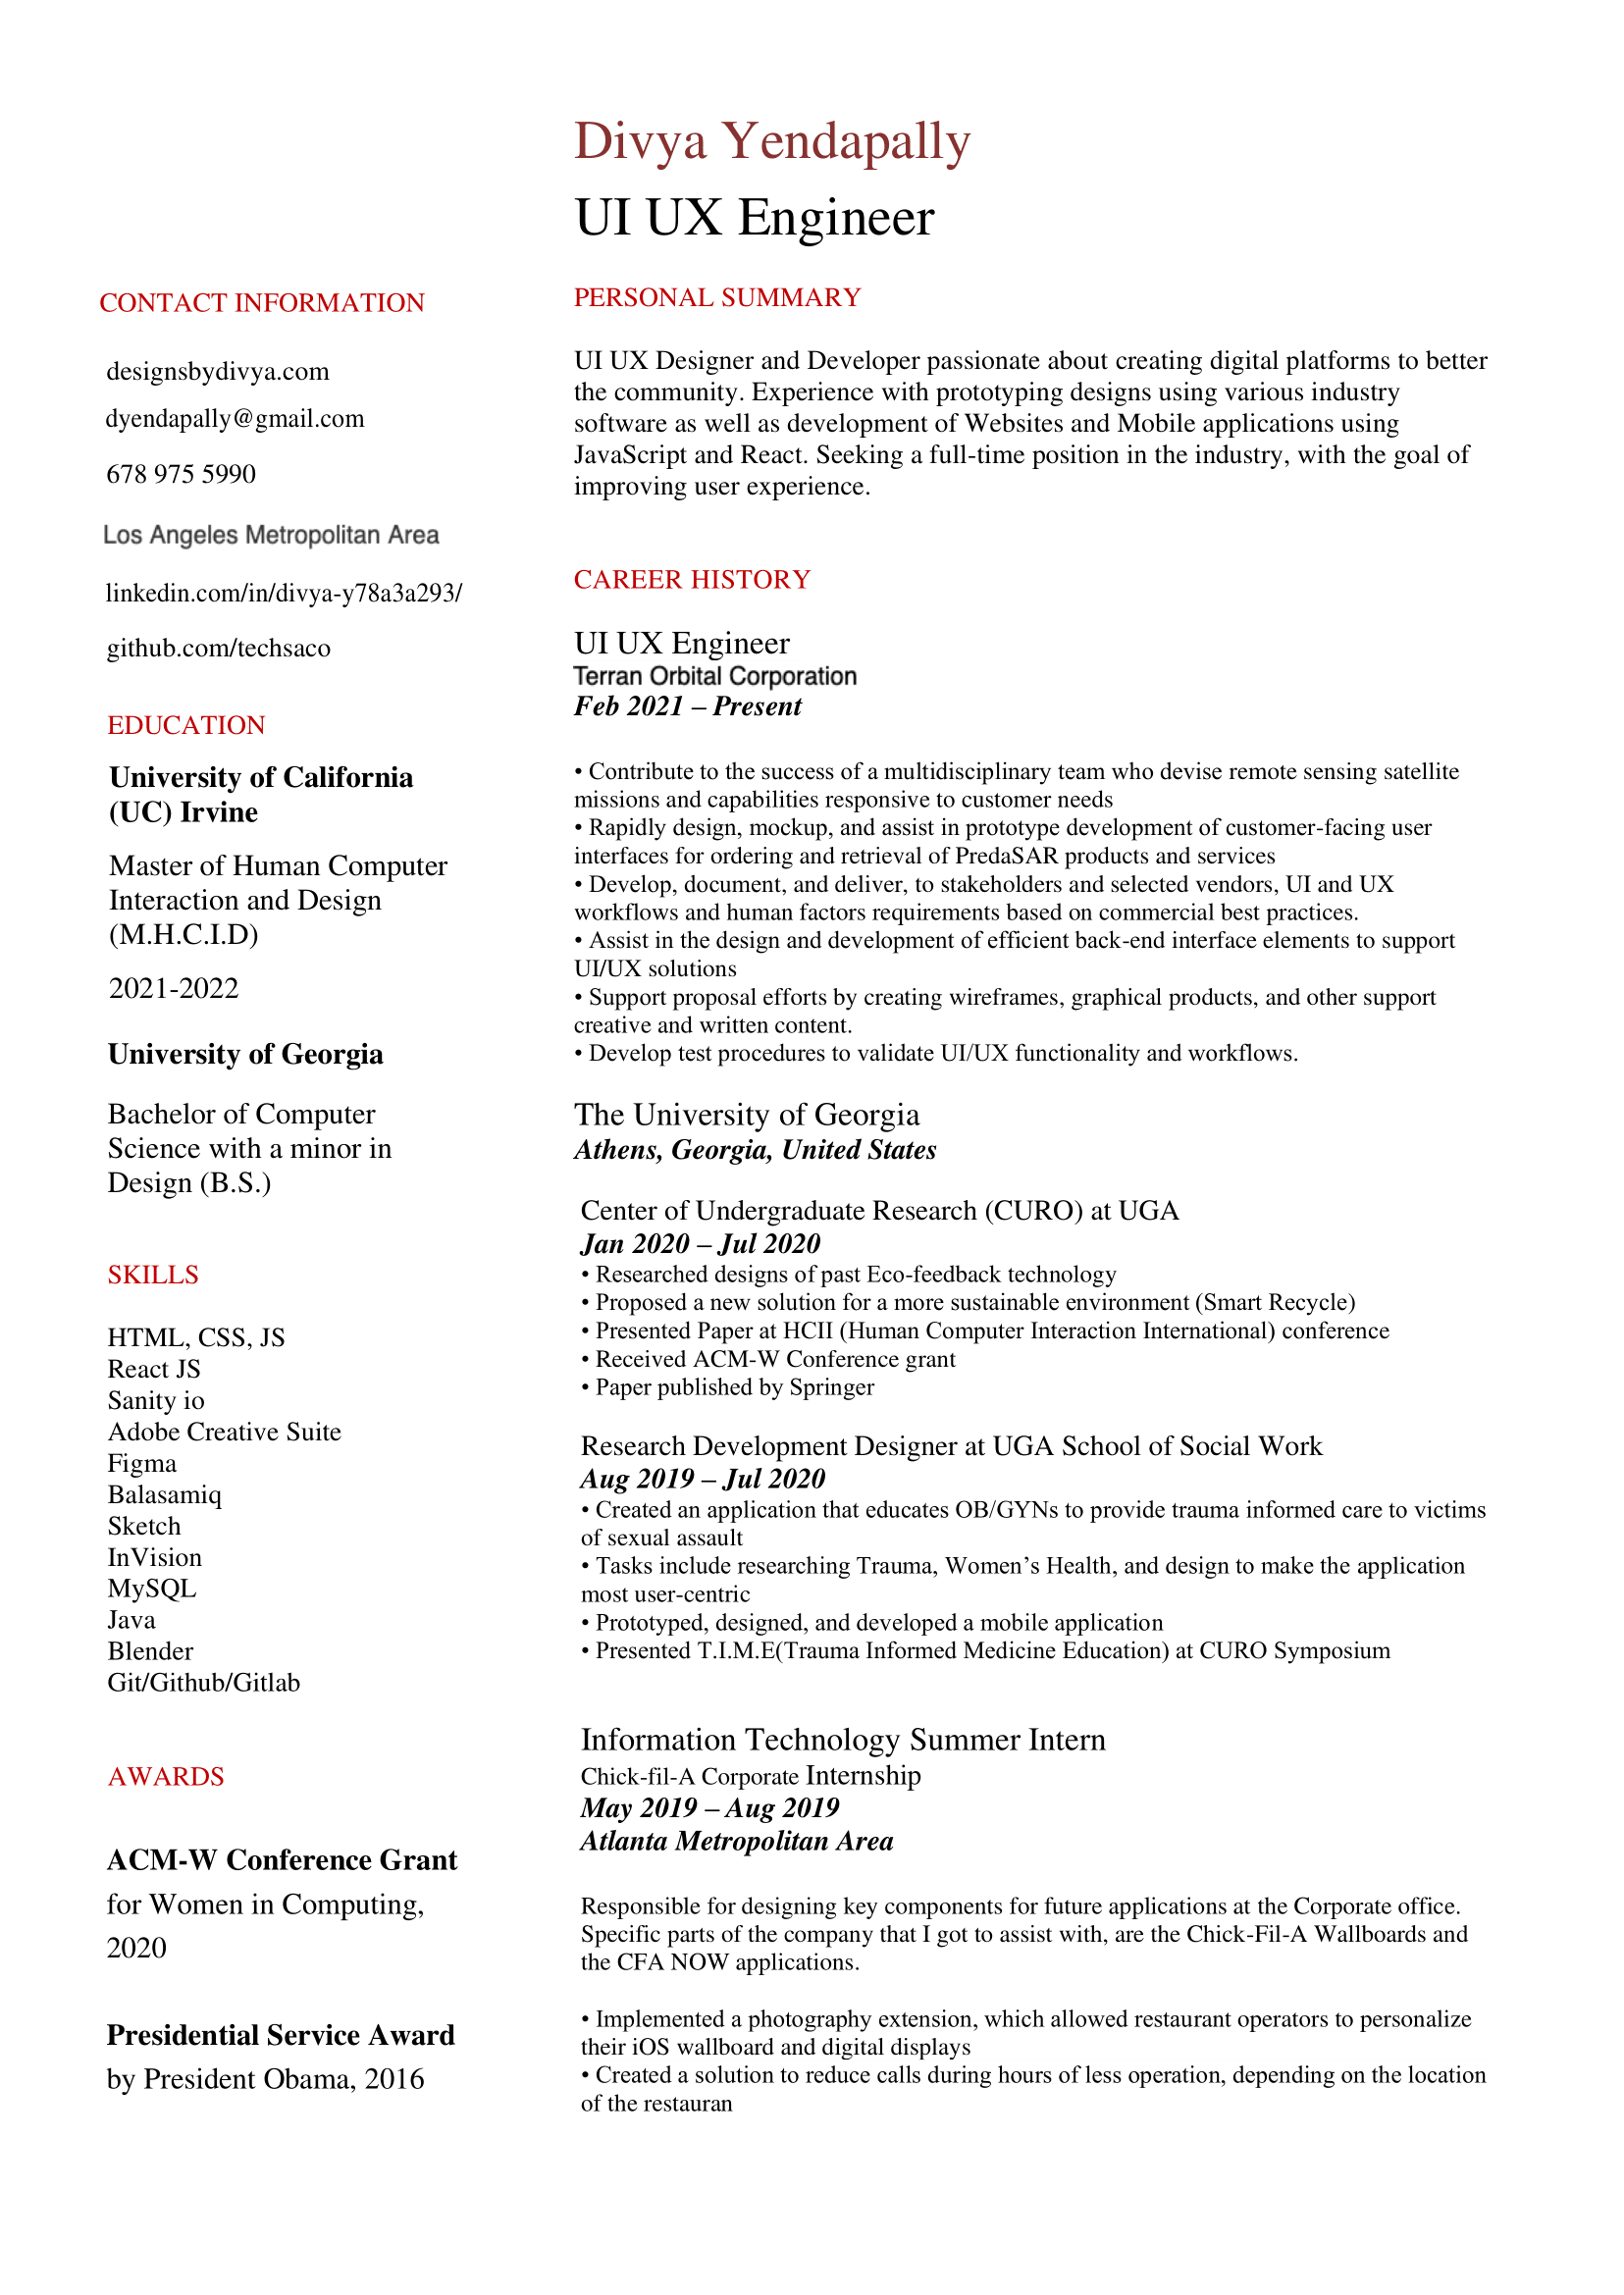 Divya Yendapally
UI UX Engineer
CONTACT INFORMATION
designsbydivya.com
dyendapally@gmail.com
678 975 5990
Los Angeles Metropolitan Area
linkedin.com/in/divya-y78a3a293/
github.com/techsaco
EDUCATION
University of California
(UC) Irvine
Master of Human Computer
Interaction and Design
(M.H.C.I.D)
2021-2022
University of Georgia
Bachelor of Computer
Science with a minor in
Design (B.S.)
SKILLS
HTML, CSS, JS
React JS
Sanity io
Adobe Creative Suite
Figma
Balasamiq
Sketch
InVision
MySQL
Java
Blender
Git/Github/Gitlab
AWARDS
ACM-W Conference Grant
for Women in Computing,
2020
Presidential Service Award
by President Obama, 2016
PERSONAL SUMMARY
UI UX Designer and Developer passionate about creating digital platforms to better
the community. Experience with prototyping designs using various industry
software as well as development of Websites and Mobile applications using
JavaScript and React. Seeking a full-time position in the industry, with the goal of
improving user experience.
CAREER HISTORY
UI UX Engineer
Terran Orbital Corporation
Feb 2021 – Present
• Contribute to the success of a multidisciplinary team who devise remote sensing satellite
missions and capabilities responsive to customer needs
• Rapidly design, mockup, and assist in prototype development of customer-facing user
interfaces for ordering and retrieval of PredaSAR products and services
• Develop, document, and deliver, to stakeholders and selected vendors, UI and UX
workflows and human factors requirements based on commercial best practices.
• Assist in the design and development of efficient back-end interface elements to support
UI/UX solutions
• Support proposal efforts by creating wireframes, graphical products, and other support
creative and written content.
• Develop test procedures to validate UI/UX functionality and workflows.
The University of Georgia
Athens, Georgia, United States
Center of Undergraduate Research (CURO) at UGA
Jan 2020 – Jul 2020
• Researched designs of past Eco-feedback technology
• Proposed a new solution for a more sustainable environment (Smart Recycle)
• Presented Paper at HCII (Human Computer Interaction International) conference
• Received ACM-W Conference grant
• Paper published by Springer
Research Development Designer at UGA School of Social Work
Aug 2019 – Jul 2020
• Created an application that educates OB/GYNs to provide trauma informed care to victims
of sexual assault
• Tasks include researching Trauma, Women’s Health, and design to make the application
most user-centric
• Prototyped, designed, and developed a mobile application
• Presented T.I.M.E(Trauma Informed Medicine Education) at CURO Symposium
Information Technology Summer Intern
Chick-fil-A Corporate Internship
May 2019 – Aug 2019
Atlanta Metropolitan Area
Responsible for designing key components for future applications at the Corporate office.
Specific parts of the company that I got to assist with, are the Chick-Fil-A Wallboards and
the CFA NOW applications.
• Implemented a photography extension, which allowed restaurant operators to personalize
their iOS wallboard and digital displays
• Created a solution to reduce calls during hours of less operation, depending on the location
of the restauran